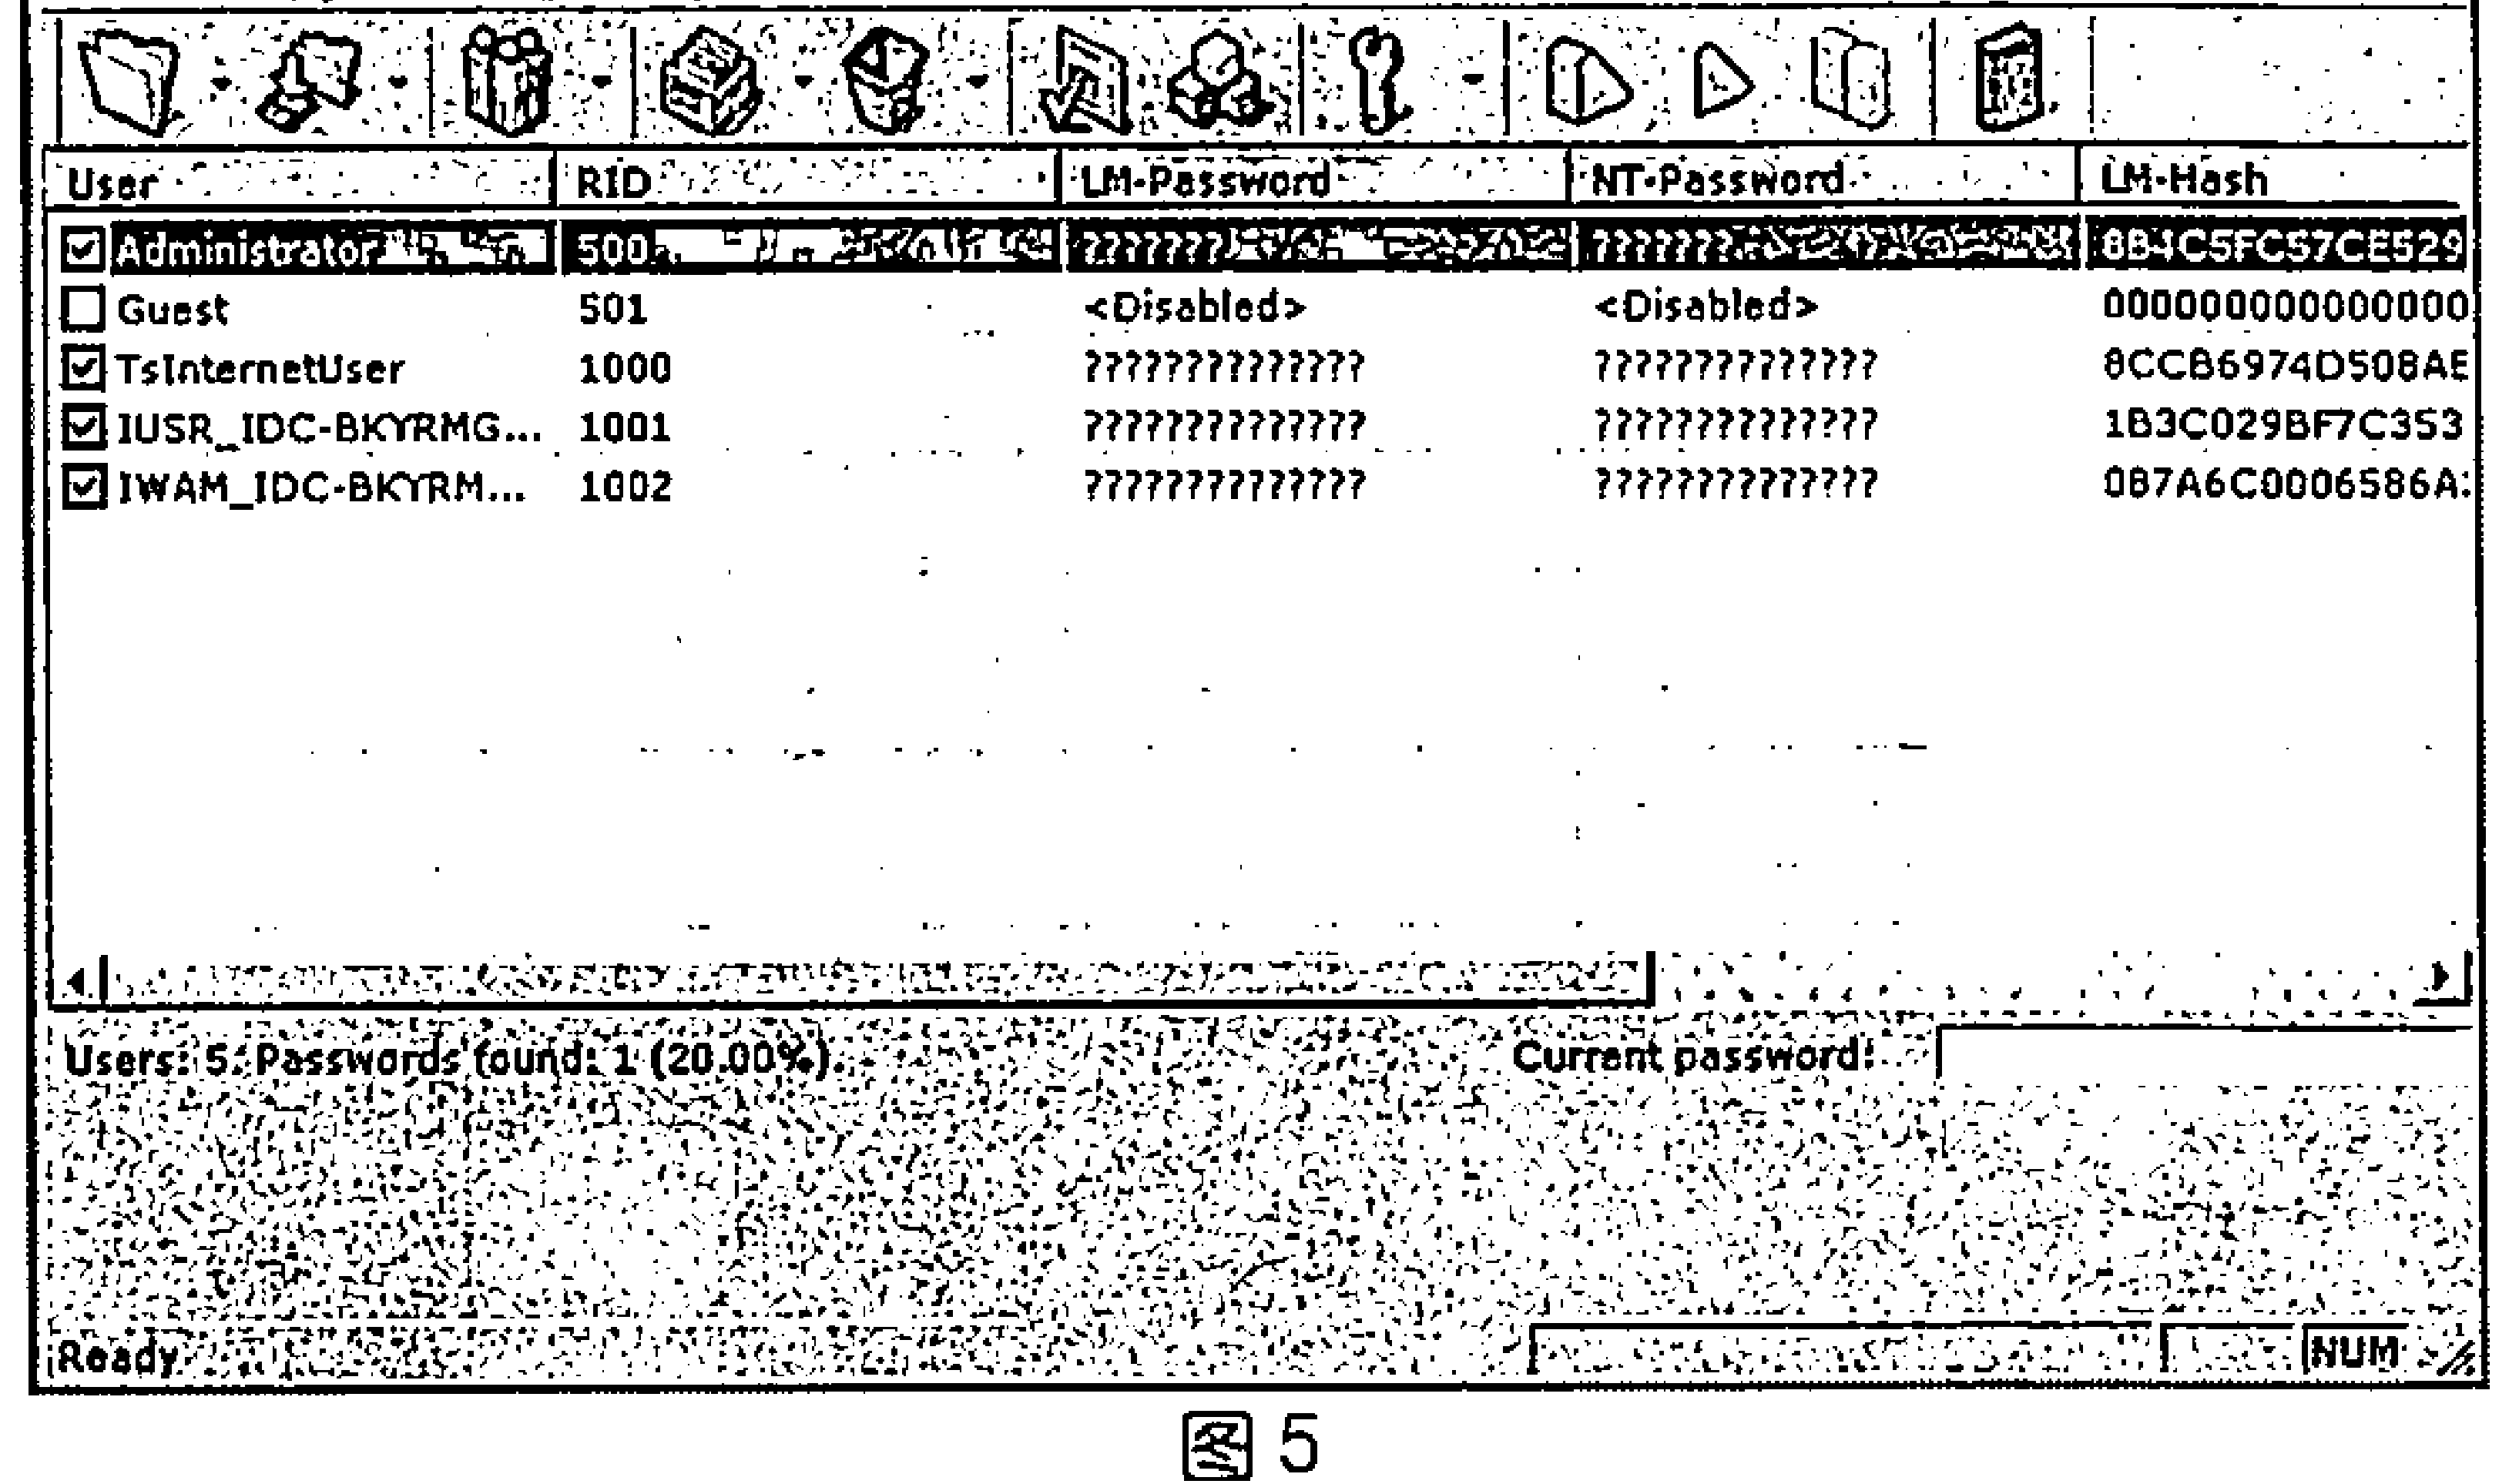 User RID LM-Password NT-Password LM-Hash
Administrator 500 ??????? ??????? 
Guest 501 <Disabled> <Disabled> 000000000000000
TsInternetUser 1000 ?????????????? ?????????????? 8CCB6974D508AE
IUSR_IDC-BKYRMG... 1001 ?????????????? ?????????????? 1B3C029BF7C353
IWAM_IDC-BKYRM... 1002 ?????????????? ?????????????? 0B7A6C0006586A
Users: 5. Passwords found: 1 (20.00%). Current password:
Ready NUM
图 5